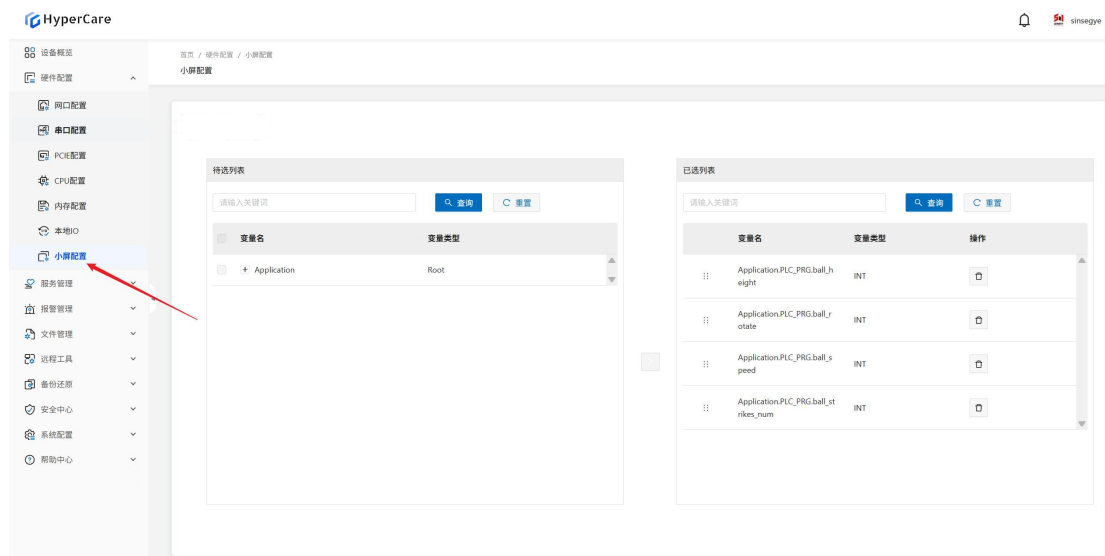 HyperCare
sinsegye
设备概览
硬件配置
网口配置
串口配置
PCIE配置
CPU配置
内存配置
本地IO
小屏配置
服务管理
报警管理
文件管理
远程工具
备份还原
安全中心
系统配置
帮助中心
首页 / 硬件配置 / 小屏配置
小屏配置
待选列表
请输入关键词 查询 重置
变量名 变量类型
Application Root
已选列表
请输入关键词 查询 重置
变量名 变量类型 操作
Application.PLC_PRG.ball_h
eight
INT
Application.PLC_PRG.ball_r
otate
INT
Application.PLC_PRG.ball_s
peed
INT
Application.PLC_PRG.ball_st
rikes_num
INT